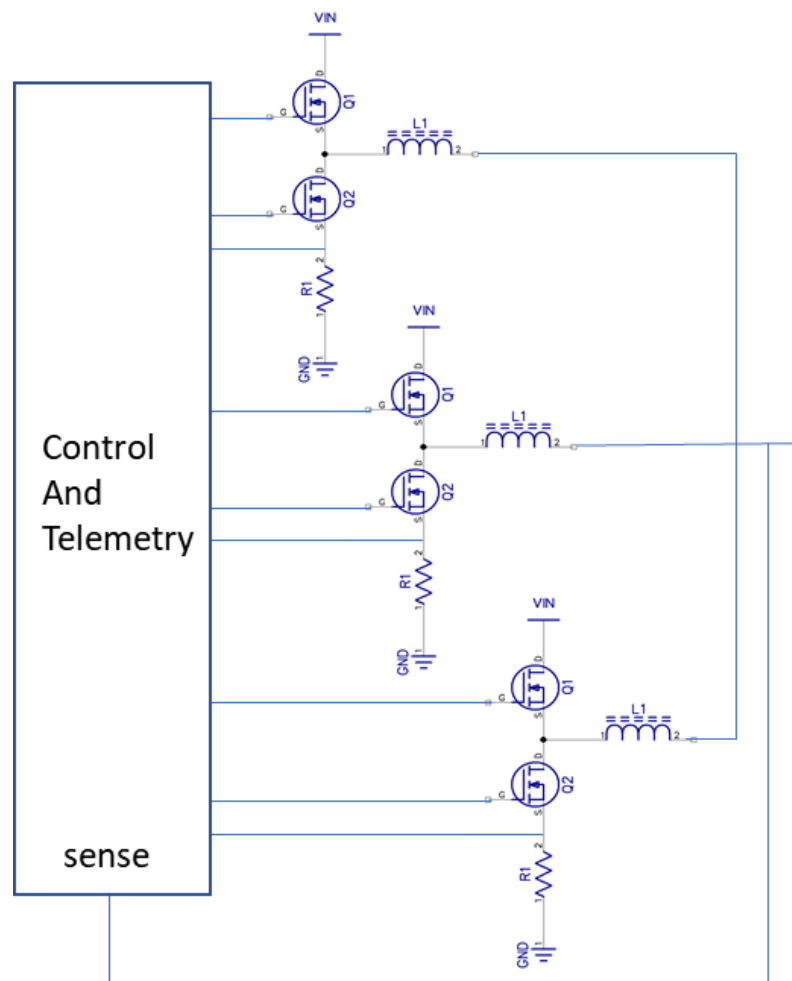 VIN
D
Q1
G
S
L1
1
2
D
Q2
G
S
2
R1
1
1
GND
VIN
D
Q1
G
S
L1
1
2
D
Q2
G
S
2
R1
1
1
GND
Control
And
Telemetry
VIN
D
Q1
G
S
L1
1
2
D
Q2
G
S
2
R1
1
1
GND
sense